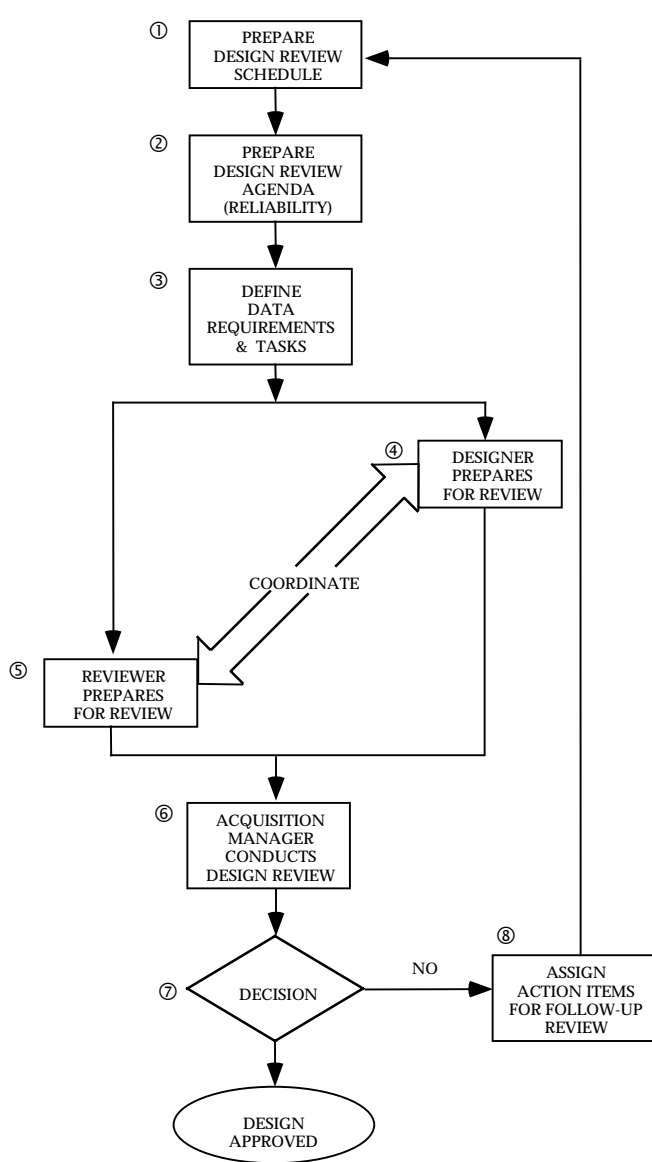 ①
PREPARE
DESIGN REVIEW
SCHEDULE
②
PREPARE
DESIGN REVIEW
AGENDA
(RELIABILITY)
③
DEFINE
DATA
REQUIREMENTS
& TASKS
④
DESIGNER
PREPARES
FOR REVIEW
COORDINATE
⑤
REVIEWER
PREPARES
FOR REVIEW
⑥
ACQUISITION
MANAGER
CONDUCTS
DESIGN REVIEW
⑦
DECISION
NO
⑧
ASSIGN
ACTION ITEMS
FOR FOLLOW-UP
REVIEW
DESIGN
APPROVED